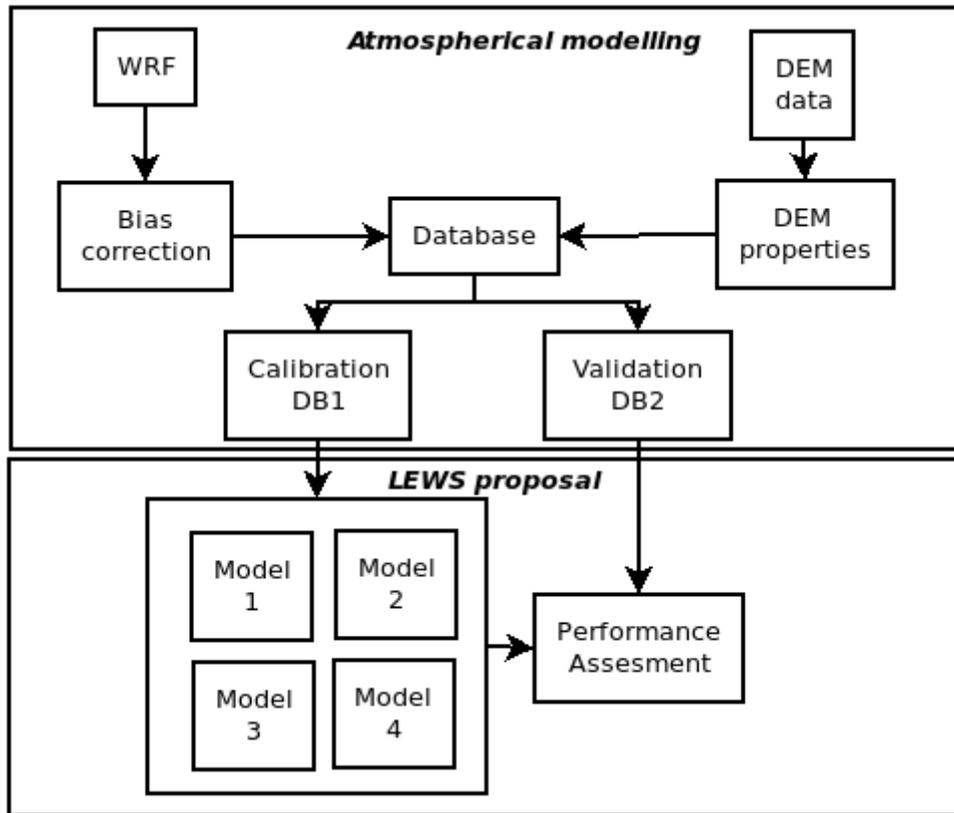 Atmospherical modelling
WRF
DEM
data
Bias
correction
Database
DEM
properties
Calibration
DB1
Validation
DB2
LEWS proposal
Model
1
Model
2
Model
3
Model
4
Performance
Assesment